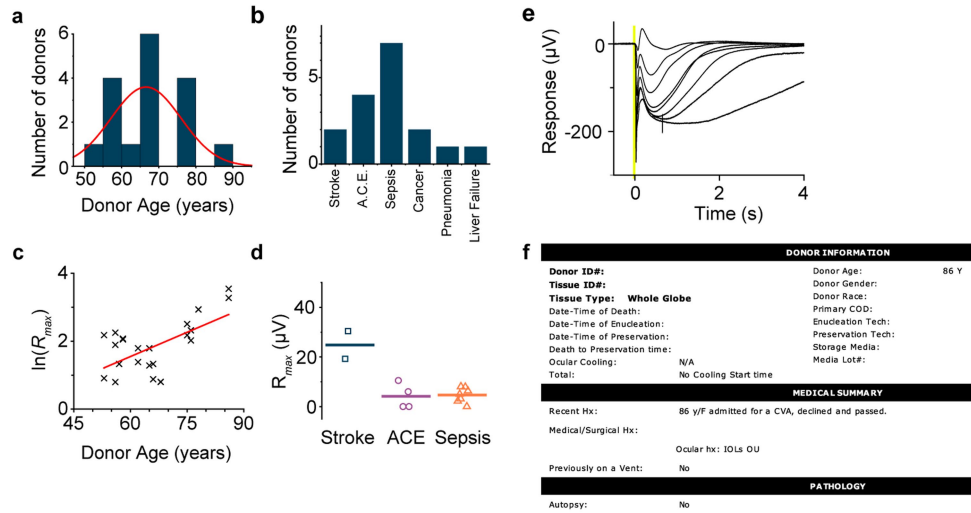 a
Number of donors
6
4
2
0
50 60 70 80 90
Donor Age (years)
b
Number of donors
5
0
Stroke
A.C.E.
Sepsis
Cancer
Pneumonia
Liver Failure
c
ln(Rmax)
4
2
0
45 60 75 90
Donor Age (years)
d
Rmax (μV)
40
20
0
Stroke ACE Sepsis
e
Response (μV)
0
-200
0 2 4
Time (s)
f
DONOR INFORMATION
Donor ID#:
Tissue ID#:
Tissue Type: Whole Globe
Date-Time of Death:
Date-Time of Enucleation:
Date-Time of Preservation:
Death to Preservation time:
Ocular Cooling: N/A
Total: No Cooling Start time
Donor Age: 86 Y
Donor Gender:
Donor Race:
Primary COD:
Enucleation Tech:
Preservation Tech:
Storage Media:
Media Lot#:
MEDICAL SUMMARY
Recent Hx: 86 y/F admitted for a CVA, declined and passed.
Medical/Surgical Hx:
Ocular hx: IOLs OU
Previously on a Vent: No
PATHOLOGY
Autopsy: No